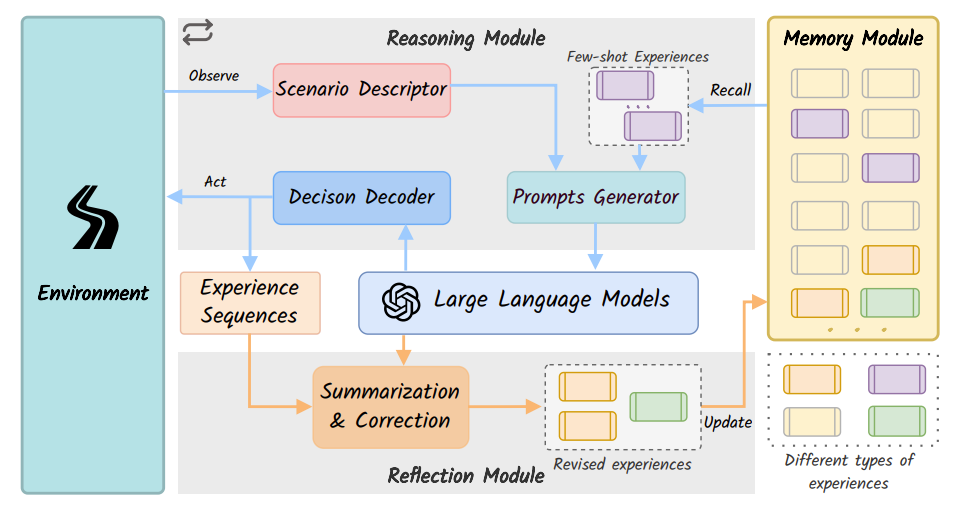 Reasoning Module
Memory Module
Few-shot Experiences
Observe
Scenario Descriptor
Recall
Act
Decison Decoder
Prompts Generator
Environment
Experience
Sequences
Large Language Models
Summarization
& Correction
Update
Revised experiences
Reflection Module
Different types of
experiences